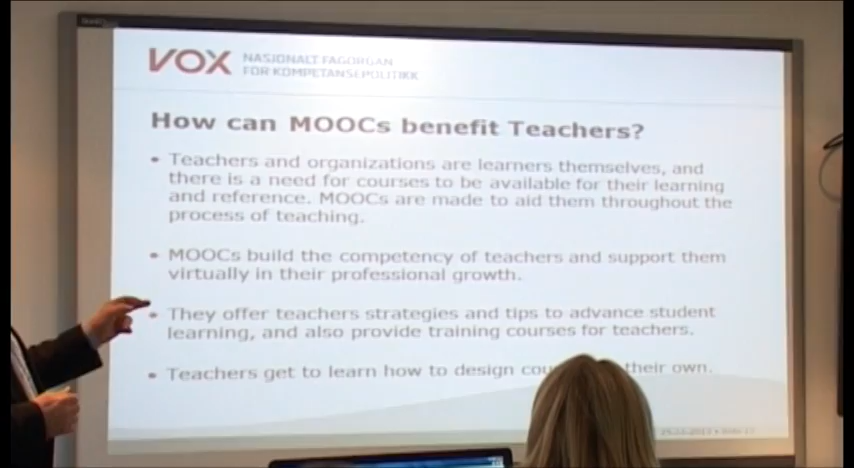 VOX NASJONALT FAGORGAN
FOR KOMPETANSEPOLITIKK
How can MOOCs benefit Teachers?
• Teachers and organizations are learners themselves, and
there is a need for courses to be available for their learning
and reference. MOOCs are made to aid them throughout the
process of teaching.
• MOOCs build the competency of teachers and support them
virtually in their professional growth.
• They offer teachers strategies and tips to advance student
learning, and also provide training courses for teachers.
• Teachers get to learn how to design their own.